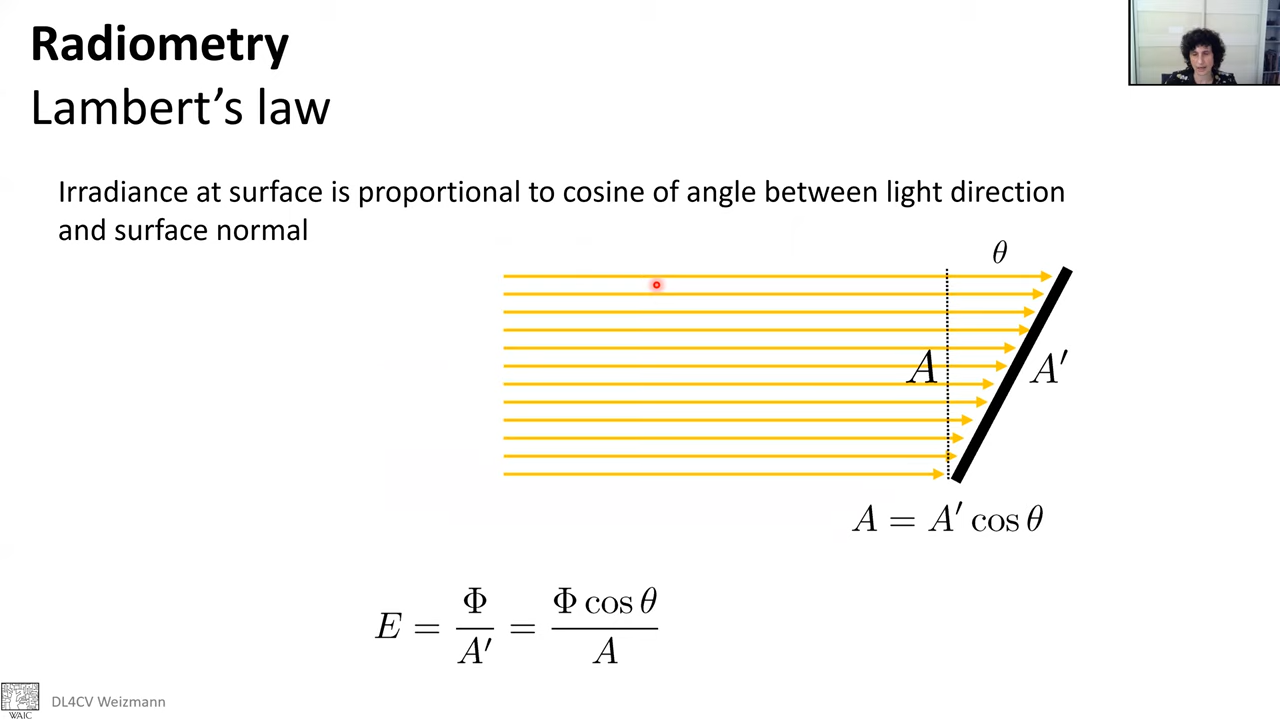 Radiometry
Lambert’s law
Irradiance at surface is proportional to cosine of angle between light direction
and surface normal
θ
A
A′
A = A′ cos θ
E = Φ / A′ = Φ cos θ / A
DL4CV Weizmann
WAIC